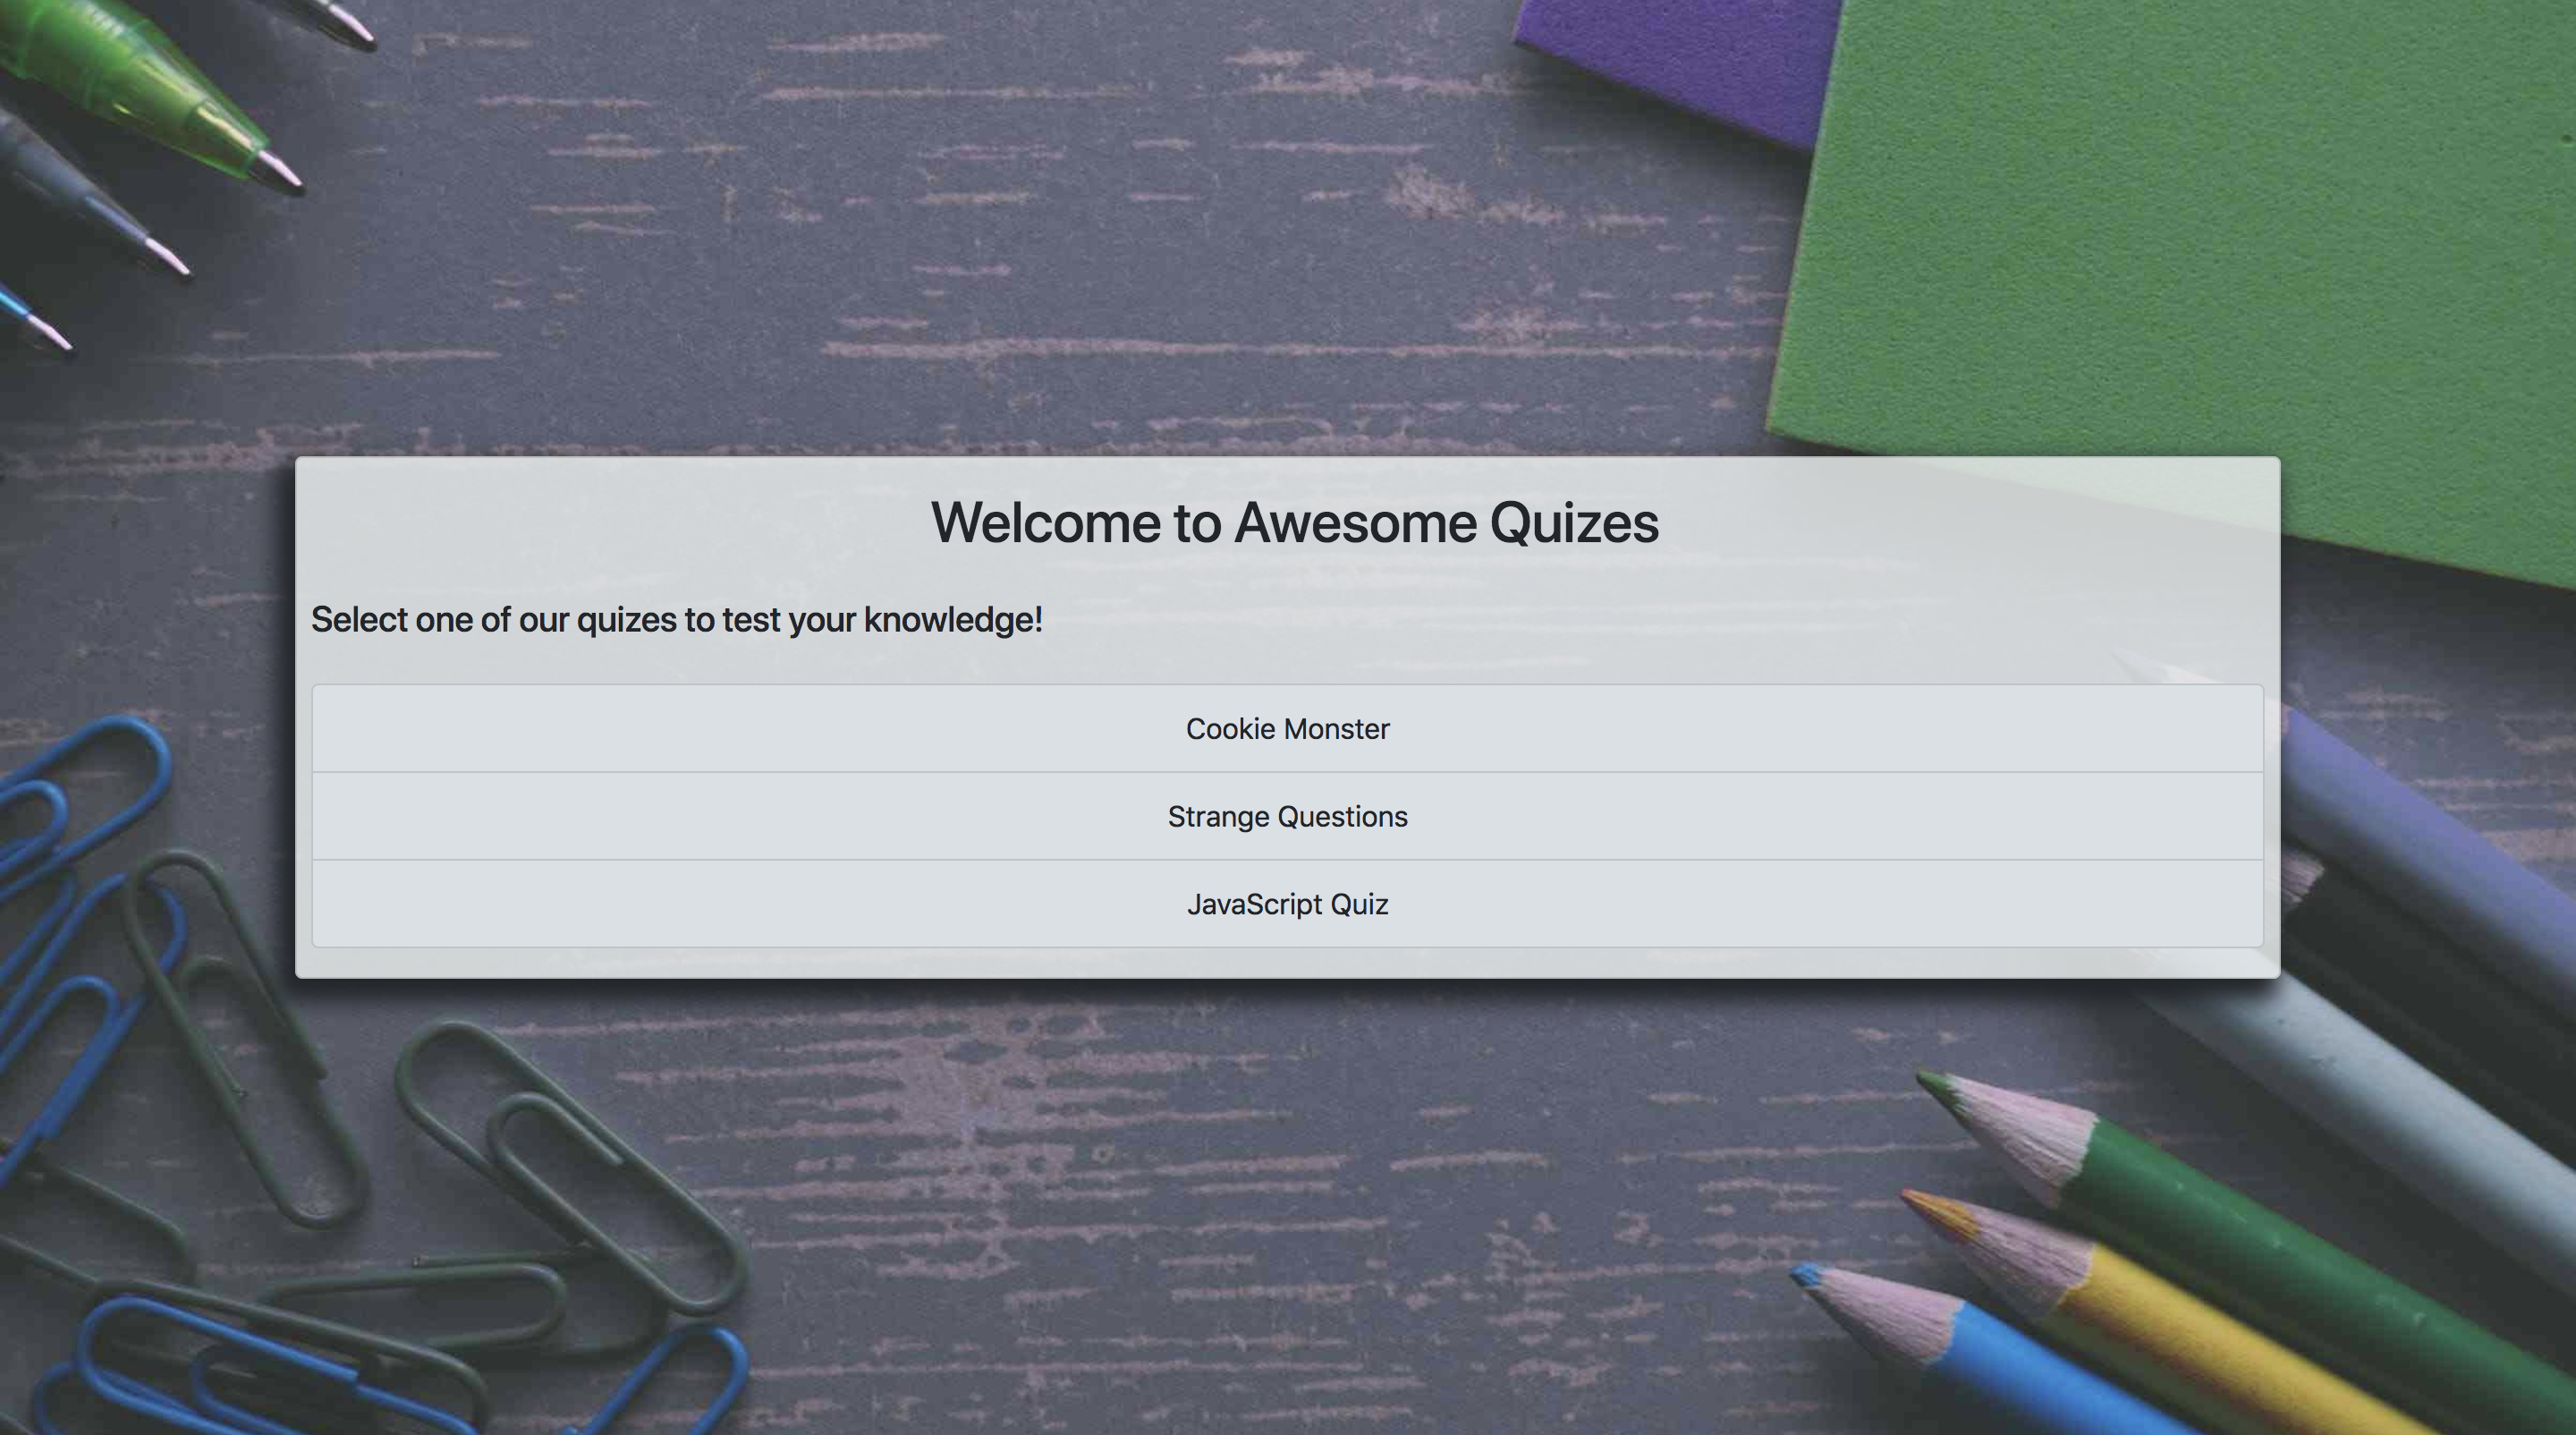 Welcome to Awesome Quizes
Select one of our quizes to test your knowledge!
Cookie Monster
Strange Questions
JavaScript Quiz